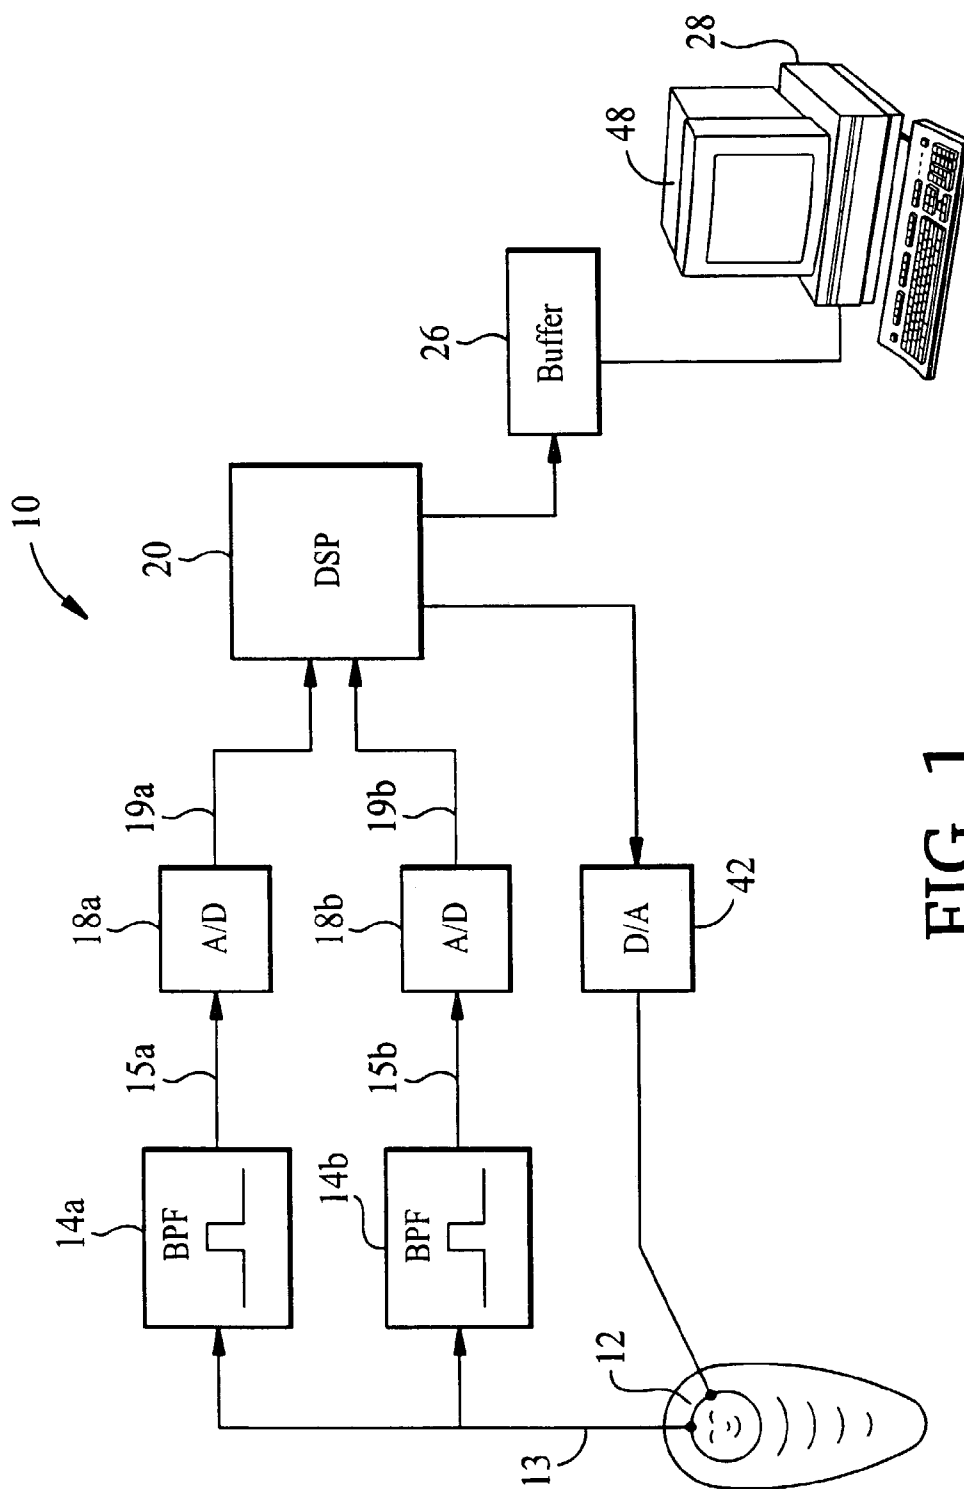 10
14a
BPF
15a
18a
A/D
19a
20
DSP
14b
BPF
15b
18b
A/D
19b
26
Buffer
48
28
12
13
D/A
42
FIG. 1